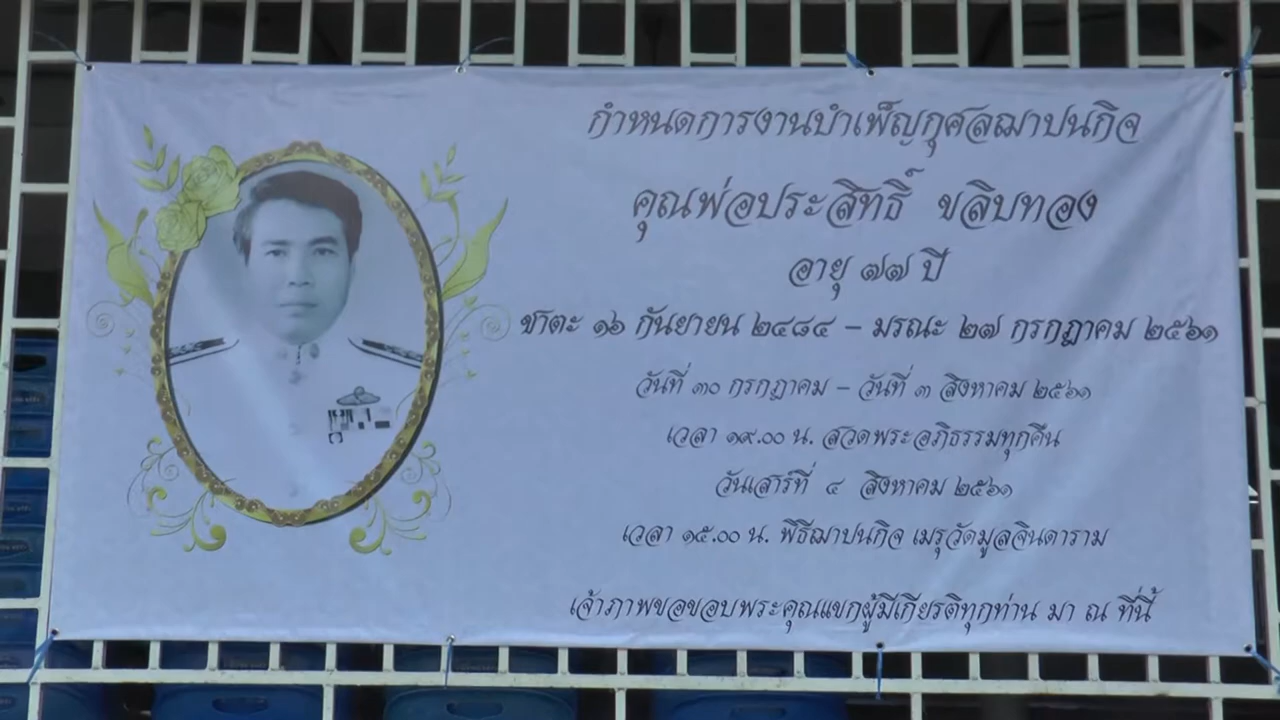 กำหนดการงานบำเพ็ญกุศลฌาปนกิจ
คุณพ่อประสิทธิ์ ขลิบทอง
อายุ ๗๗ ปี
ชาตะ ๑๖ กันยายน ๒๔๘๔ – มรณะ ๒๗ กรกฎาคม ๒๕๖๑
วันที่ ๓๐ กรกฎาคม – วันที่ ๓ สิงหาคม ๒๕๖๑
เวลา ๑๙.๐๐ น. สวดพระอภิธรรมทุกคืน
วันเสาร์ที่ ๔ สิงหาคม ๒๕๖๑
เวลา ๑๕.๐๐ น. พิธีฌาปนกิจ เมรุวัดมูลจินดาราม
เจ้าภาพขอขอบพระคุณแขกผู้มีเกียรติทุกท่าน มา ณ ที่นี้